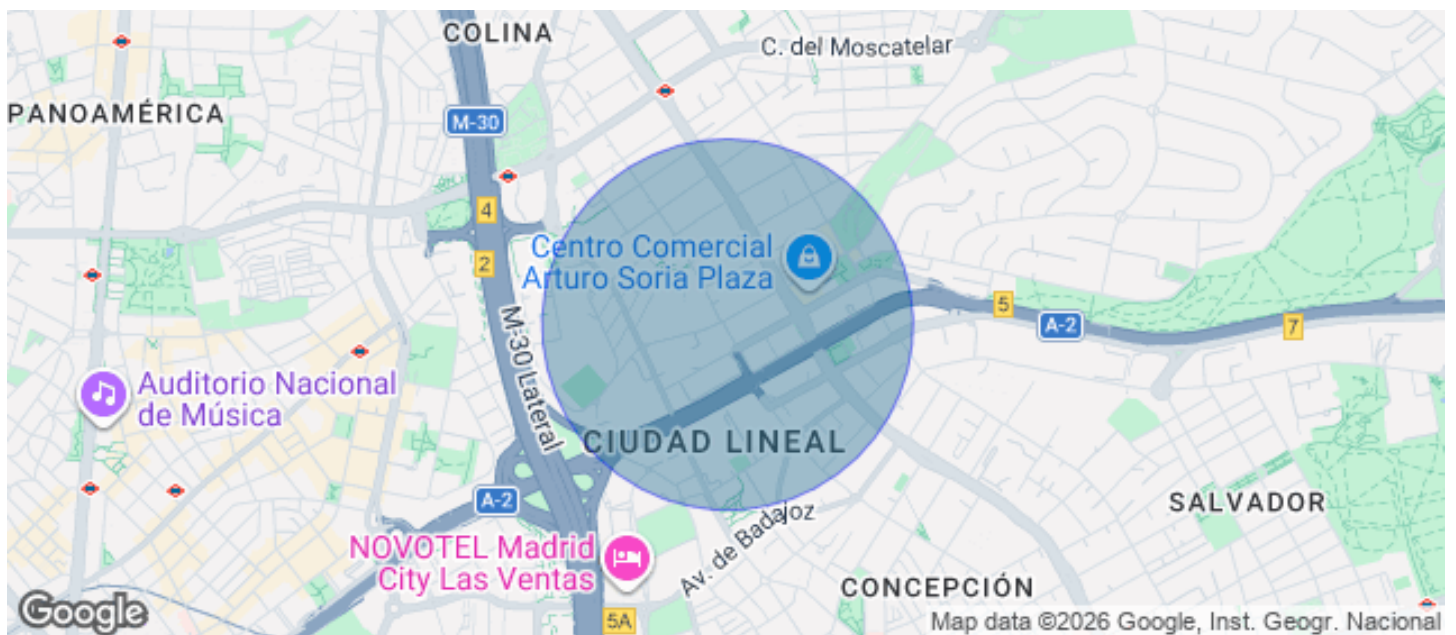 COLINA
C. del Moscatelar
PANOAMÉRICA
M-30
4
2
Centro Comercial
Arturo Soria Plaza
5
A-2
7
M-30 Lateral
Auditorio Nacional
de Música
CIUDAD LINEAL
A-2
SALVADOR
Av. de Badajoz
NOVOTEL Madrid
City Las Ventas
CONCEPCIÓN
5A
Google
Map data ©2026 Google, Inst. Geogr. Nacional